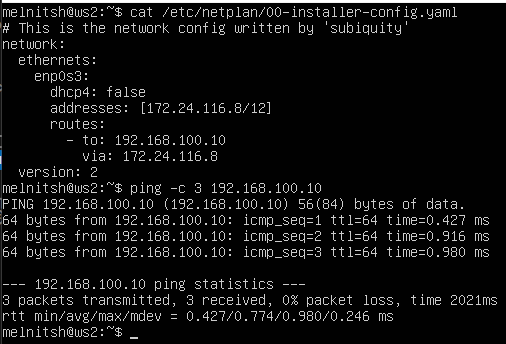 melnitsh@ws2:~$ cat /etc/netplan/00-installer-config.yaml
# This is the network config written by 'subiquity'
network:
  ethernets:
    enp0s3:
      dhcp4: false
      addresses: [172.24.116.8/12]
      routes:
        - to: 192.168.100.10
          via: 172.24.116.8
  version: 2
melnitsh@ws2:~$ ping -c 3 192.168.100.10
PING 192.168.100.10 (192.168.100.10) 56(84) bytes of data.
64 bytes from 192.168.100.10: icmp_seq=1 ttl=64 time=0.427 ms
64 bytes from 192.168.100.10: icmp_seq=2 ttl=64 time=0.916 ms
64 bytes from 192.168.100.10: icmp_seq=3 ttl=64 time=0.980 ms

--- 192.168.100.10 ping statistics ---
3 packets transmitted, 3 received, 0% packet loss, time 2021ms
rtt min/avg/max/mdev = 0.427/0.774/0.980/0.246 ms
melnitsh@ws2:~$ _